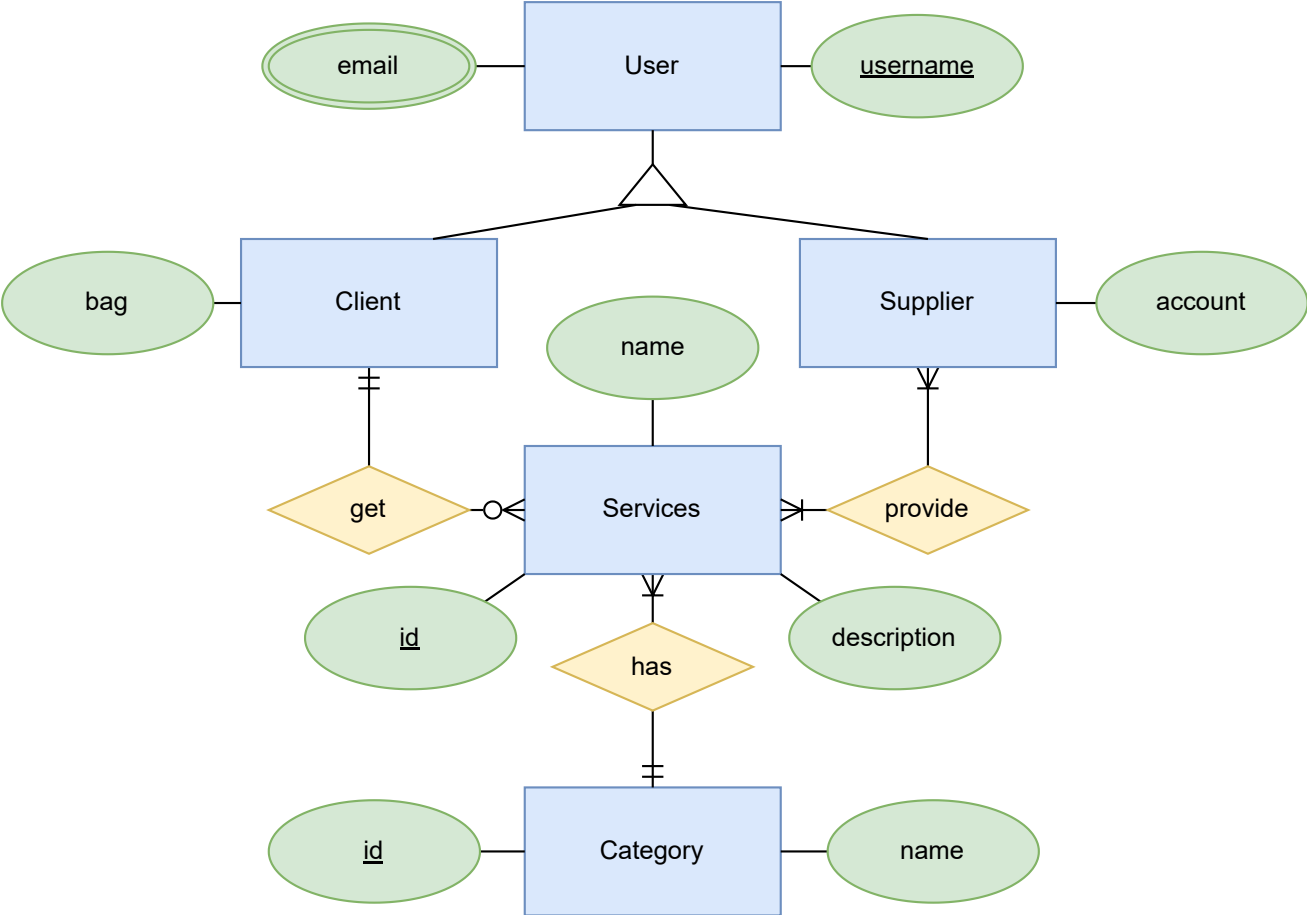 email
User
username
bag
Client
Supplier
account
name
get
Services
provide
id
has
description
id
Category
name